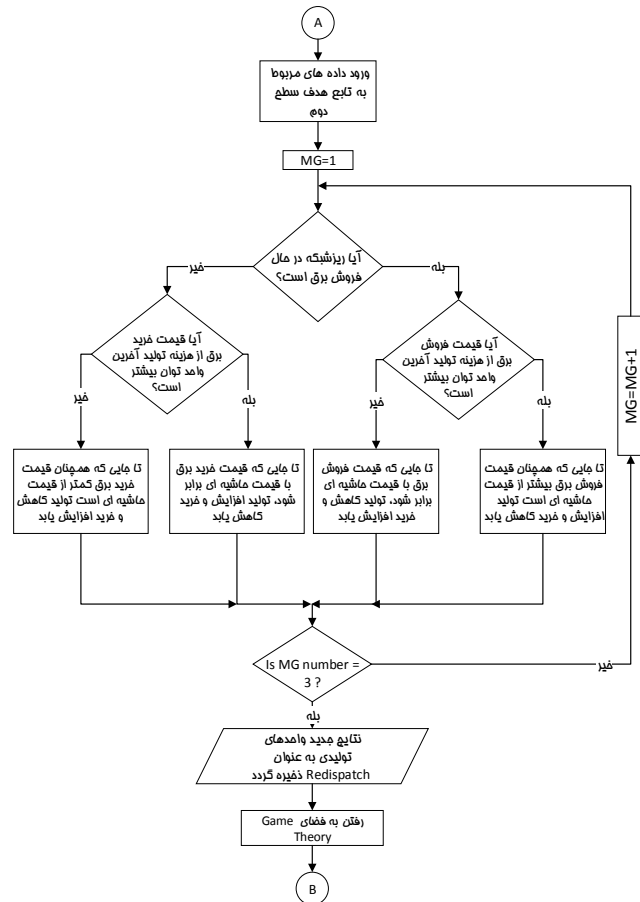 A
ورود داده های مربوط
به تابع هدف سطح
دوم
MG=1
آیا ریزشبکه در حال
فروش برق است؟
خیر
بله
آیا قیمت خرید
برق از هزینه تولید آخرین
واحد توان بیشتر
است؟
آیا قیمت فروش
برق از هزینه تولید آخرین
واحد توان بیشتر
است؟
MG=MG+1
خیر
بله
خیر
بله
تا جایی که همچنان قیمت
خرید برق کمتر از قیمت
حاشیه ای است تولید کاهش
و خرید افزایش یابد
تا جایی که قیمت خرید برق
با قیمت حاشیه ای برابر
شود، تولید افزایش و خرید
کاهش یابد
تا جایی که قیمت فروش
برق با قیمت حاشیه ای
برابر شود، تولید کاهش و
خرید افزایش یابد
تا جایی که همچنان قیمت
فروش برق بیشتر از قیمت
حاشیه ای است تولید
افزایش و خرید کاهش یابد
Is MG number =
3 ?
خیر
بله
نتایج جدید واحدهای
تولیدی به عنوان
Redispatch ذخیره گردد
رفتن به فضای Game
Theory
B